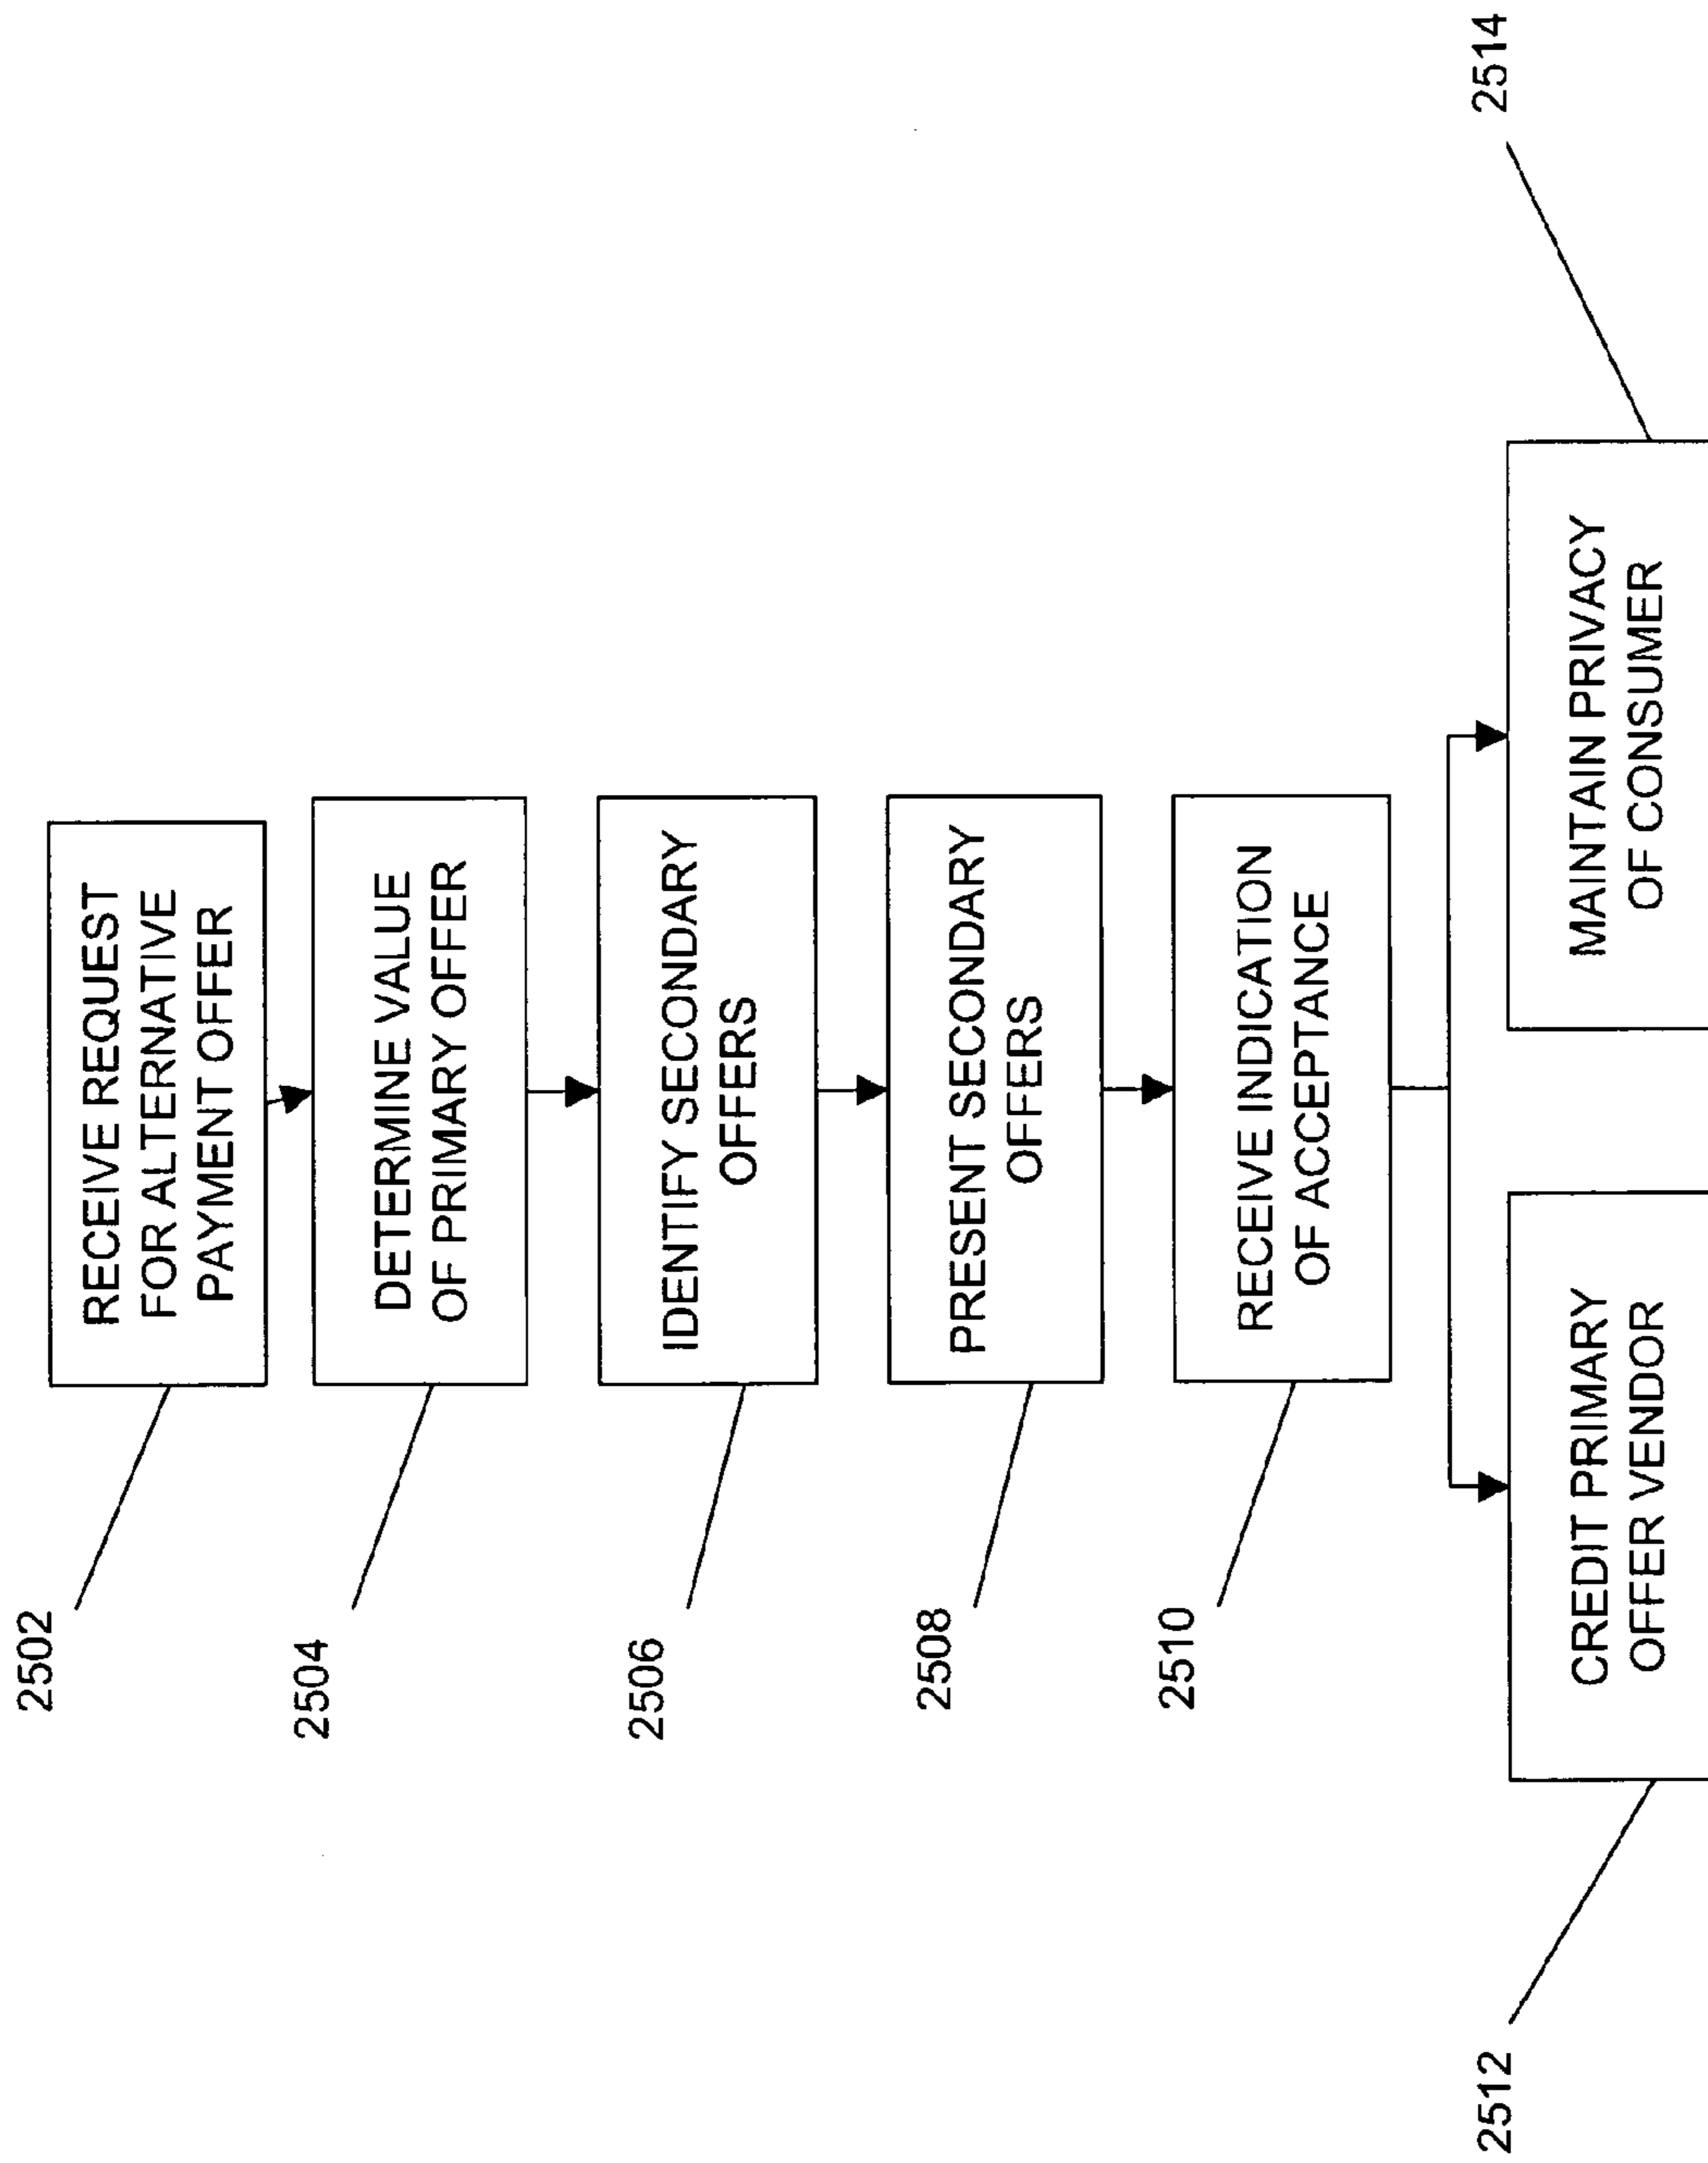 2502
RECEIVE REQUEST
FOR ALTERNATIVE
PAYMENT OFFER
2504
DETERMINE VALUE
OF PRIMARY OFFER
2506
IDENTIFY SECONDARY
OFFERS
2508
PRESENT SECONDARY
OFFERS
2510
RECEIVE INDICATION
OF ACCEPTANCE
2512
CREDIT PRIMARY
OFFER VENDOR
MAINTAIN PRIVACY
OF CONSUMER
2514